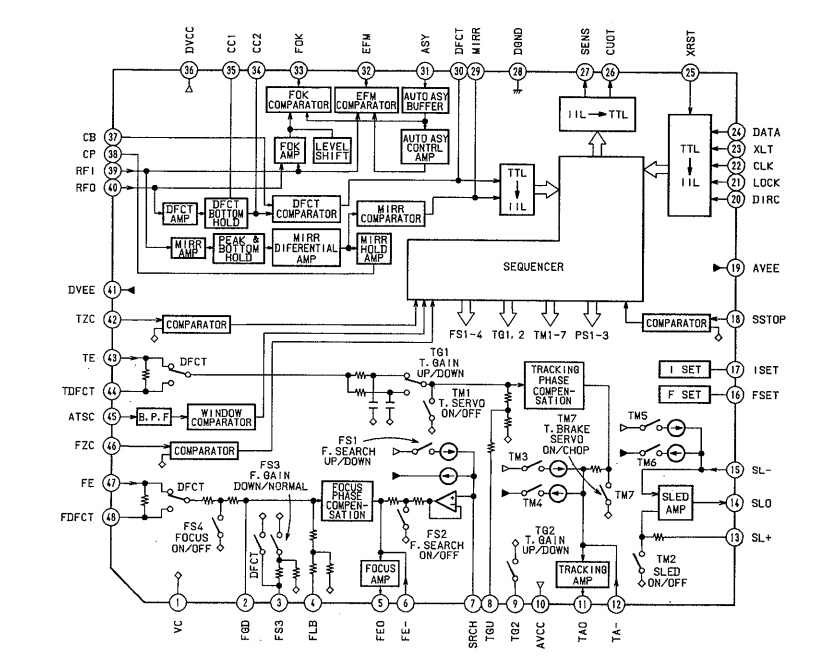 DVCC
CC1
CC2
FOK
EFM
ASY
DFCT
MIRR
DGND
SENS
CUOT
XRST
36
35
34
33
32
31
30
29
28
27
26
25
FOK
COMPARATOR
EFM
COMPARATOR
AUTO ASY
BUFFER
IIL → TTL
CB
37
CP
38
RFI
39
RFO
40
FOK
AMP
LEVEL
SHIFT
AUTO ASY
CONTRL
AMP
TTL
↓
IIL
TTL
↓
IIL
24
DATA
23
XLT
22
CLK
21
LOCK
20
DIRC
DFCT
AMP
DFCT
BOTTOM
HOLD
DFCT
COMPARATOR
MIRR
COMPARATOR
MIRR
AMP
PEAK &
BOTTOM
HOLD
MIRR
DIFERENTIAL
AMP
MIRR
HOLD
AMP
SEQUENCER
19
AVEE
DVEE
41
TZC
42
COMPARATOR
FS1-4
TG1, 2
TM1-7
PS1-3
COMPARATOR
18
SSTOP
TE
43
DFCT
TDFCT
44
TG1
T. GAIN
UP/DOWN
TM1
T. SERVO
ON/OFF
TRACKING
PHASE
COMPEN-
SATION
I SET
17
ISET
F SET
16
FSET
ATSC
45
B.P.F
WINDOW
COMPARATOR
FZC
46
COMPARATOR
FS1
F. SEARCH
UP/DOWN
TM7
T. BRAKE
SERVO
ON/CHOP
TM5
TM6
15
SL-
FE
47
DFCT
FDFCT
48
FS4
FOCUS
ON/OFF
FS3
F. GAIN
DOWN/NORMAL
FOCUS
PHASE
COMPEN-
SATION
TM3
TM4
TM7
SLED
AMP
14
SLO
13
SL+
DFCT
FS2
F. SEARCH
ON/OFF
TG2
T. GAIN
UP/DOWN
TM2
SLED
ON/OFF
FOCUS
AMP
TRACKING
AMP
1
2
3
4
5
6
7
8
9
10
11
12
VC
FGD
FS3
FLB
FEO
FE-
SRCH
TGU
TG2
AVCC
TAO
TA-